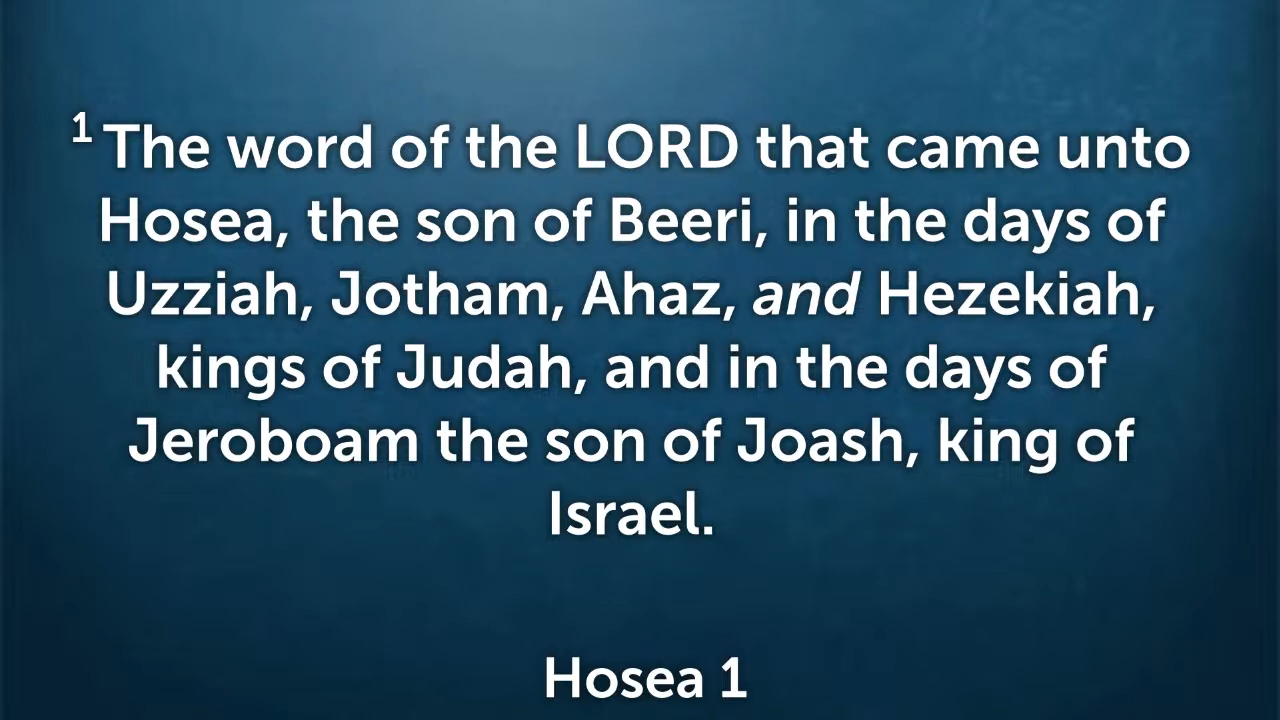 1 The word of the LORD that came unto
Hosea, the son of Beeri, in the days of
Uzziah, Jotham, Ahaz, and Hezekiah,
kings of Judah, and in the days of
Jeroboam the son of Joash, king of
Israel.
Hosea 1